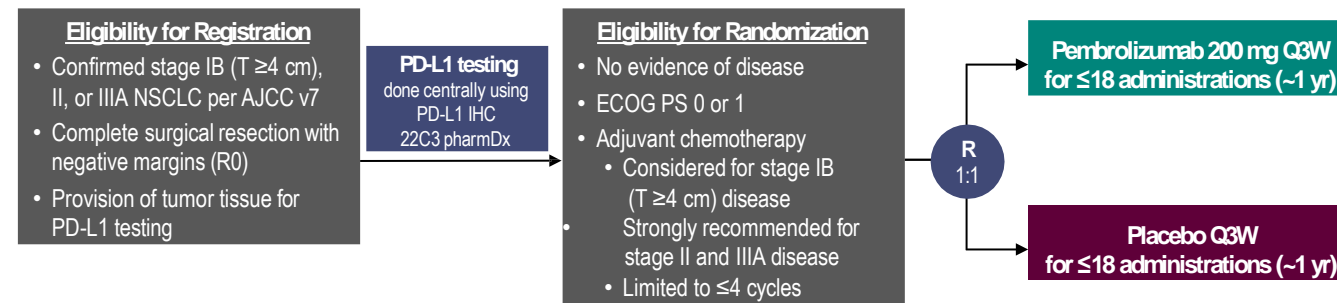 Eligibility for Registration
• Confirmed stage IB (T ≥4 cm),
II, or IIIA NSCLC per AJCC v7
• Complete surgical resection with
negative margins (R0)
• Provision of tumor tissue for
PD-L1 testing
PD-L1 testing
done centrally using
PD-L1 IHC
22C3 pharmDx
Eligibility for Randomization
• No evidence of disease
• ECOG PS 0 or 1
• Adjuvant chemotherapy
• Considered for stage IB
(T ≥4 cm) disease
• Strongly recommended for
stage II and IIIA disease
• Limited to ≤4 cycles
R
1:1
Pembrolizumab 200 mg Q3W
for ≤18 administrations (~1 yr)
Placebo Q3W
for ≤18 administrations (~1 yr)